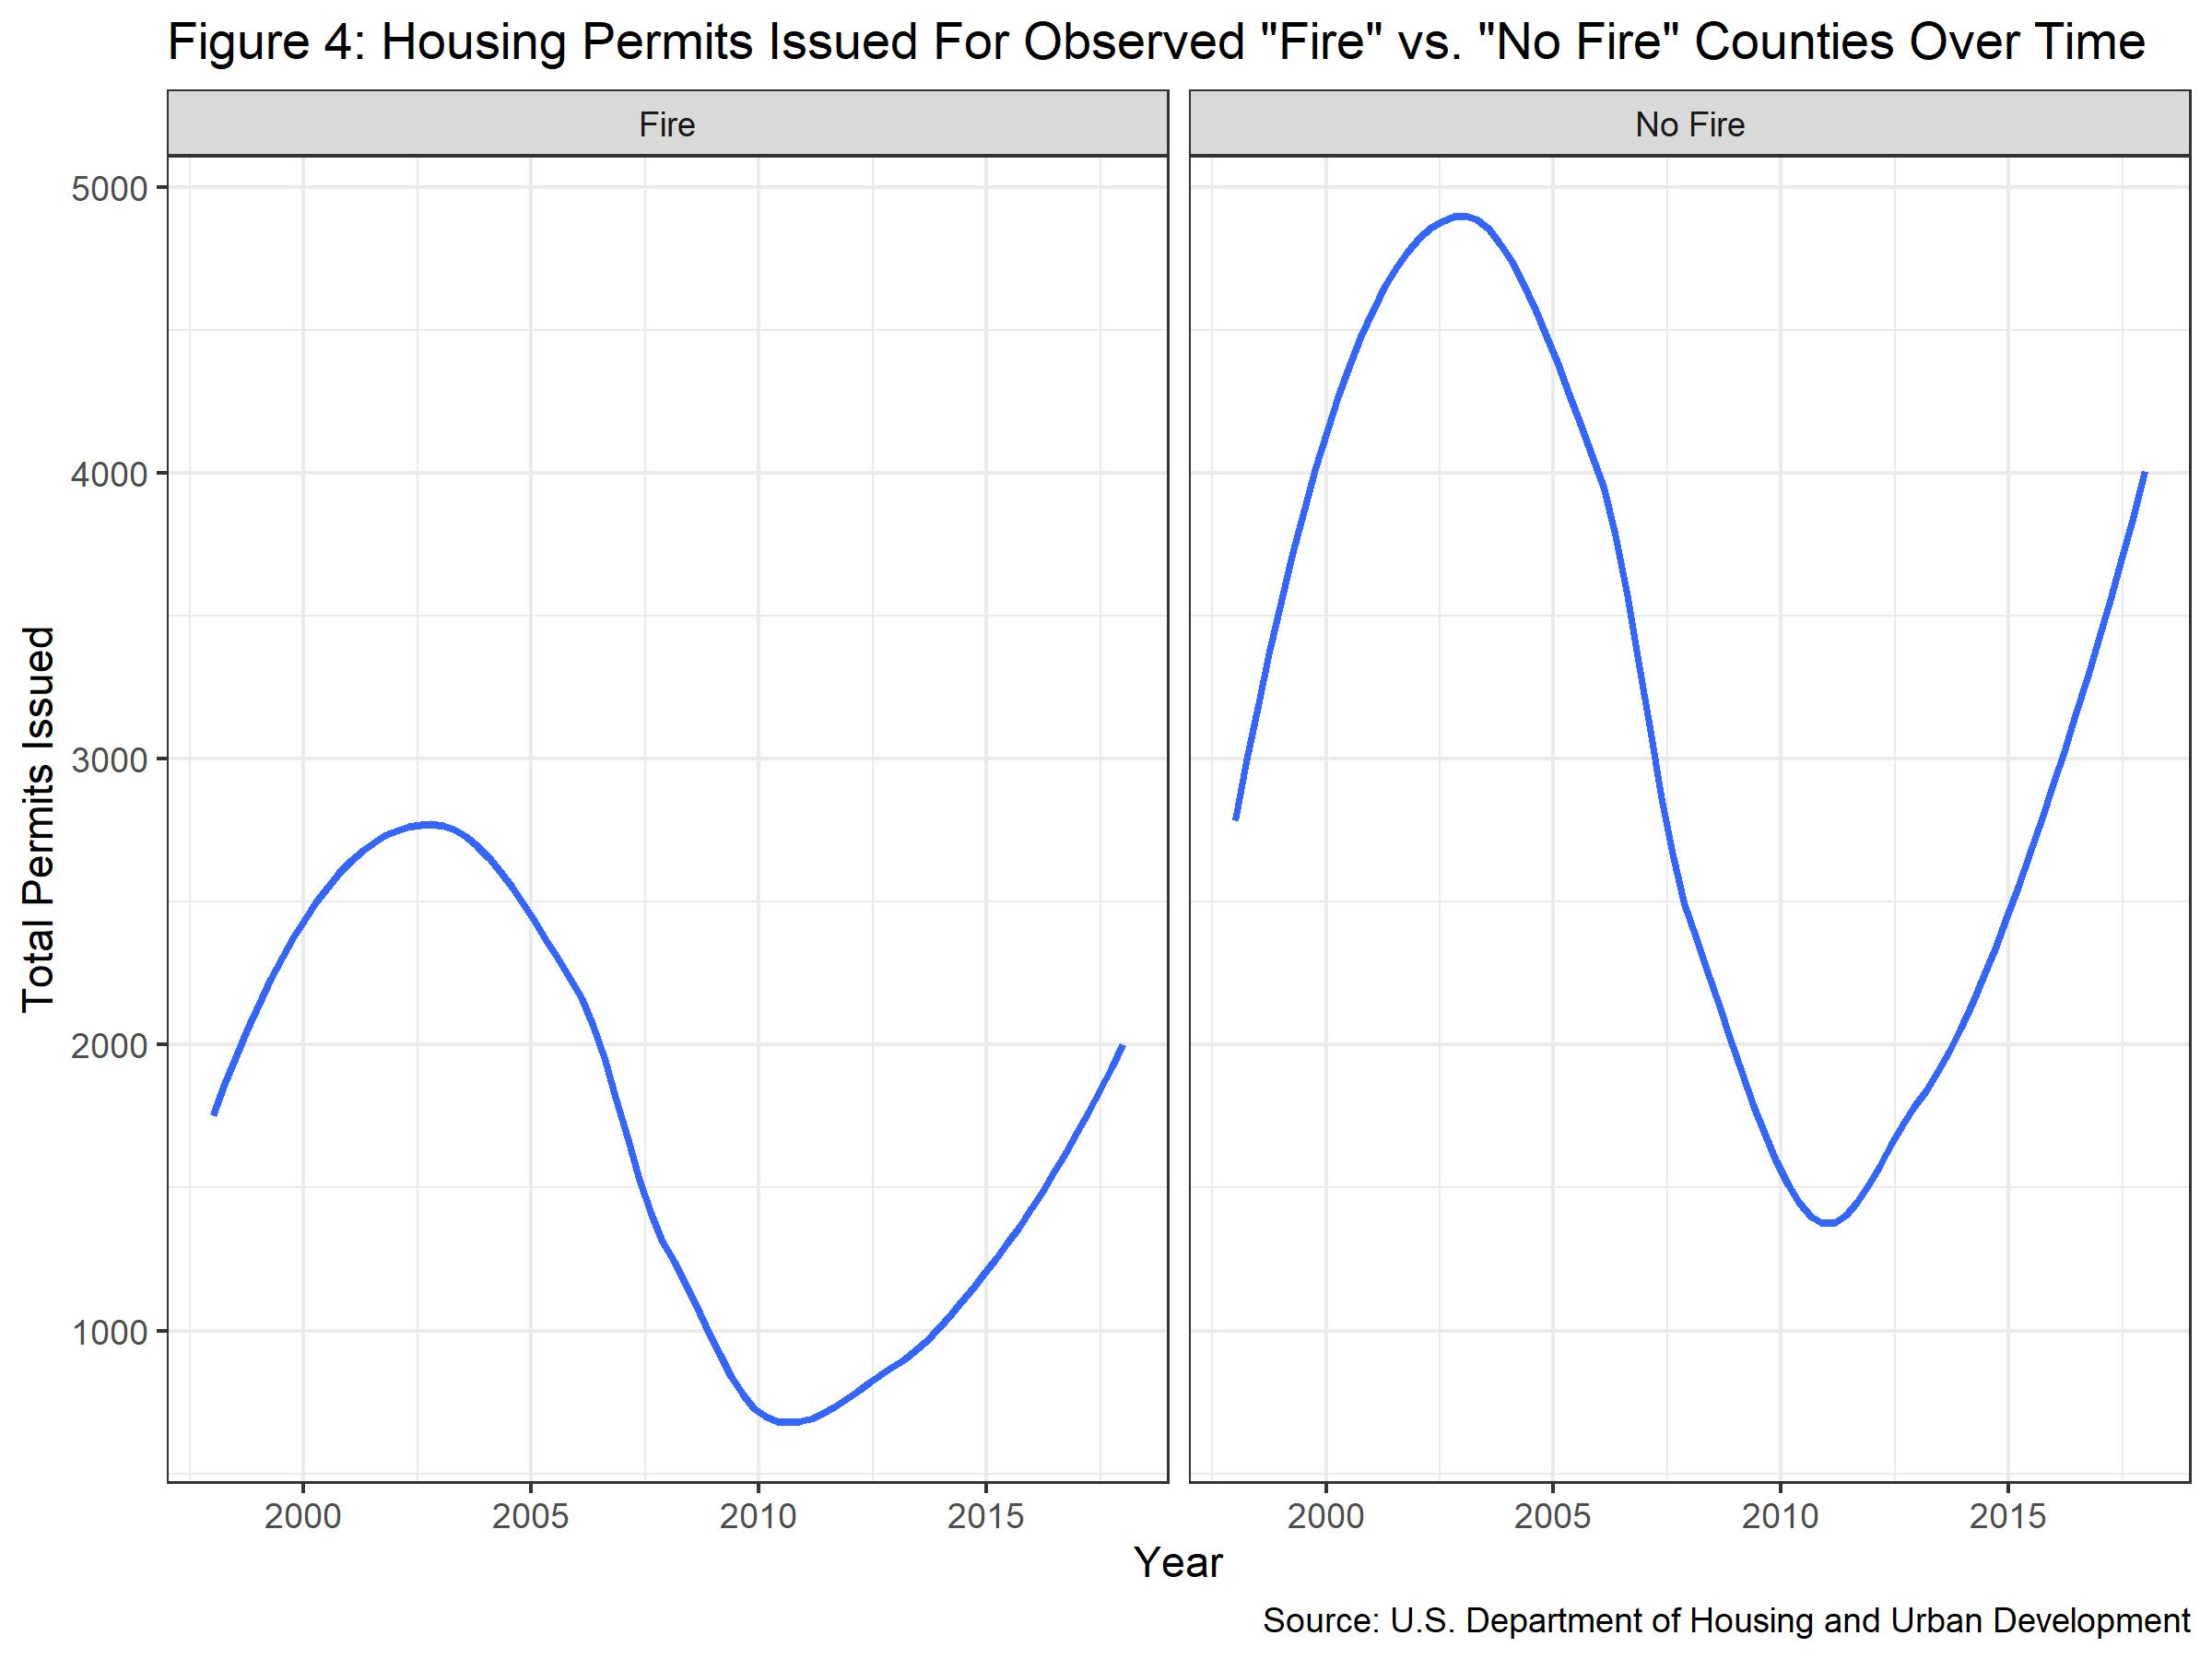 Figure 4: Housing Permits Issued For Observed "Fire" vs. "No Fire" Counties Over Time
Fire
No Fire
5000
4000
3000
2000
1000
Total Permits Issued
2000 2005 2010 2015
2000 2005 2010 2015
Year
Source: U.S. Department of Housing and Urban Development